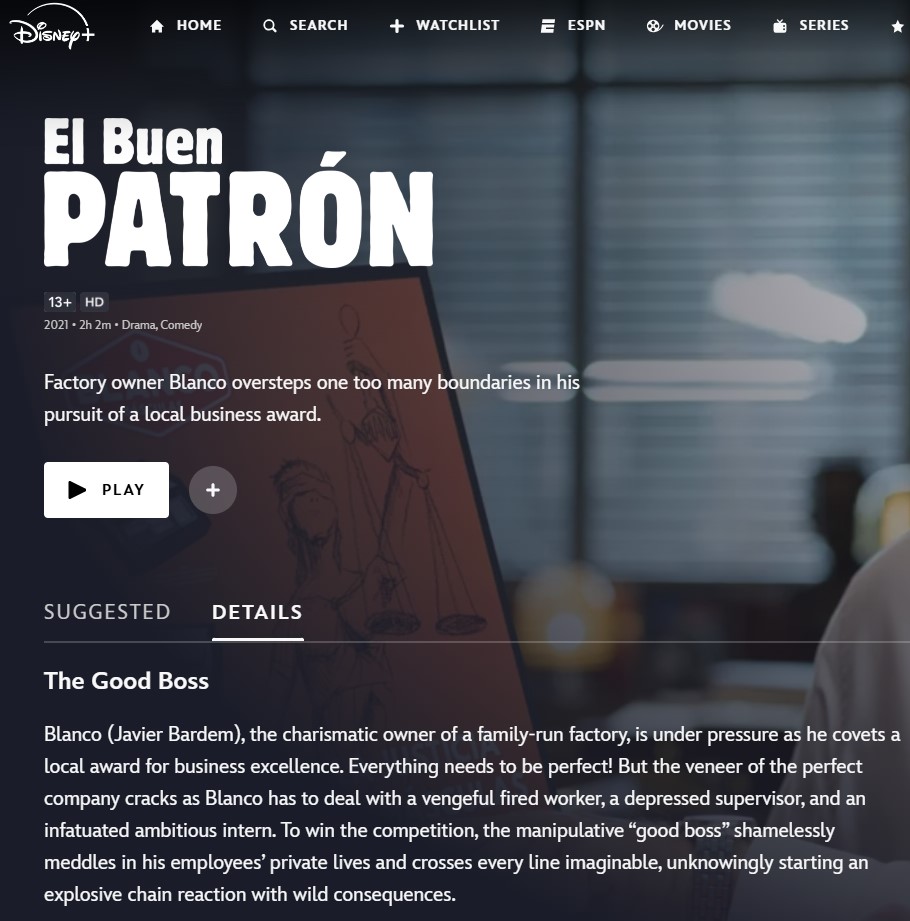 Disney+
HOME
SEARCH
WATCHLIST
ESPN
MOVIES
SERIES
El Buen
PATRÓN
13+ HD
2021 • 2h 2m • Drama, Comedy
Factory owner Blanco oversteps one too many boundaries in his
pursuit of a local business award.
PLAY
SUGGESTED
DETAILS
The Good Boss
Blanco (Javier Bardem), the charismatic owner of a family-run factory, is under pressure as he covets a
local award for business excellence. Everything needs to be perfect! But the veneer of the perfect
company cracks as Blanco has to deal with a vengeful fired worker, a depressed supervisor, and an
infatuated ambitious intern. To win the competition, the manipulative “good boss” shamelessly
meddles in his employees’ private lives and crosses every line imaginable, unknowingly starting an
explosive chain reaction with wild consequences.
BLANCO
JUSTICIA